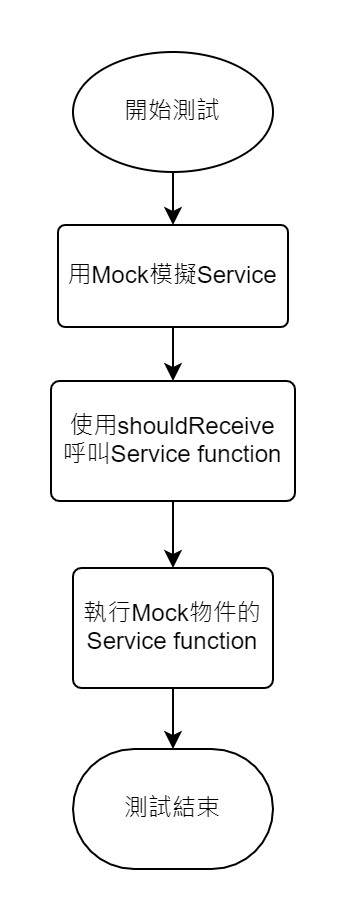 開始測試
用Mock模擬Service
使用shouldReceive
呼叫Service function
執行Mock物件的
Service function
測試結束